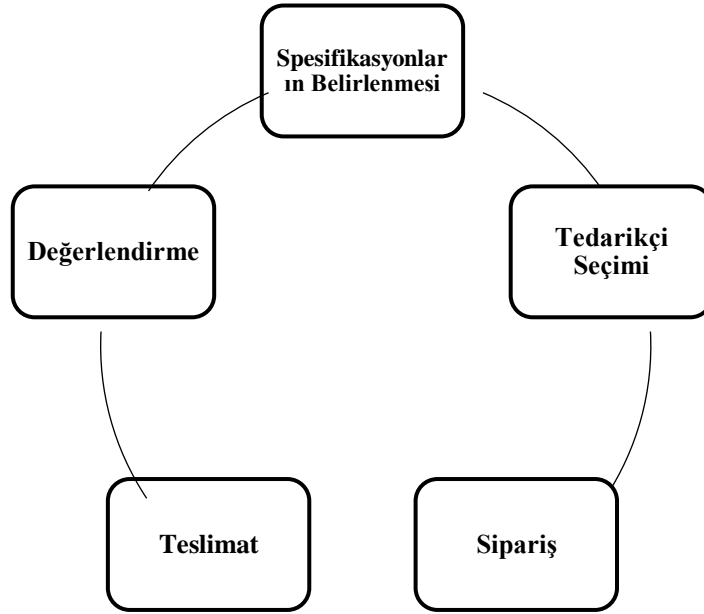 Spesifikasyonlar
ın Belirlenmesi
Tedarikçi
Seçimi
Sipariş
Teslimat
Değerlendirme